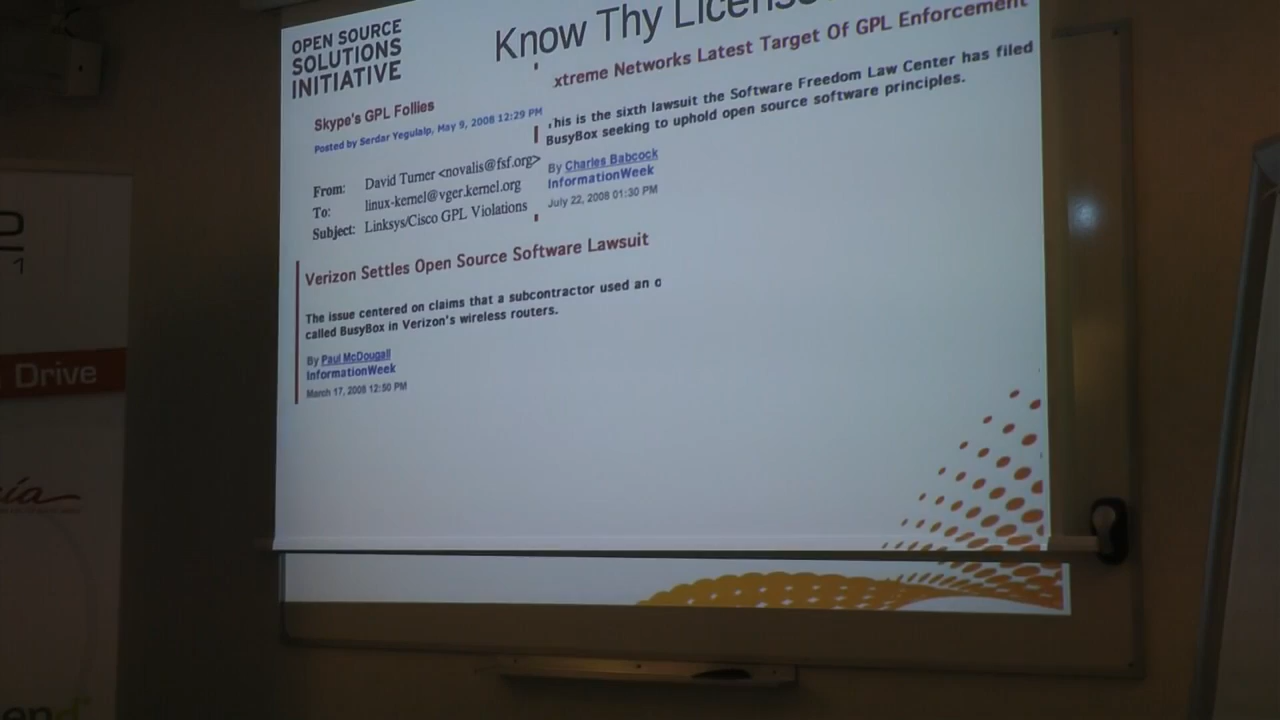 OPEN SOURCE
SOLUTIONS
INITIATIVE
Know Thy License
xtreme Networks Latest Target Of GPL Enforcement
his is the sixth lawsuit the Software Freedom Law Center has filed
BusyBox seeking to uphold open source software principles.
By Charles Babcock
InformationWeek
July 22, 2008 01:30 PM
Skype's GPL Follies
Posted by Serdar Yegulalp, May 9, 2008 12:29 PM
From: David Turner <novalis@fsf.org>
To: linux-kernel@vger.kernel.org
Subject: Linksys/Cisco GPL Violations
Verizon Settles Open Source Software Lawsuit
The issue centered on claims that a subcontractor used an o
called BusyBox in Verizon's wireless routers.
By Paul McDougall
InformationWeek
March 17, 2008 12:50 PM
1
Drive